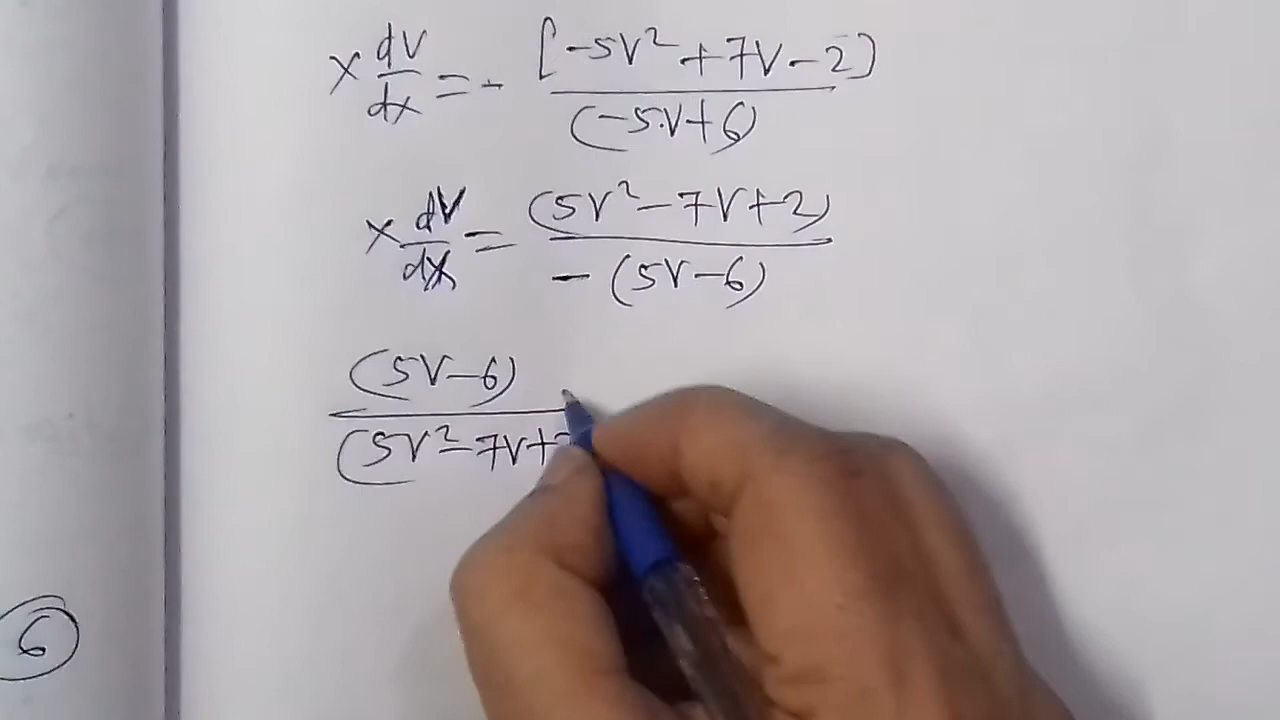 x dv/dx = - [-5v² + 7v - 2] / (-5v + 6)
x dv/dx = (5v² - 7v + 2) / - (5v - 6)
(5v - 6) / (5v² - 7v +
6